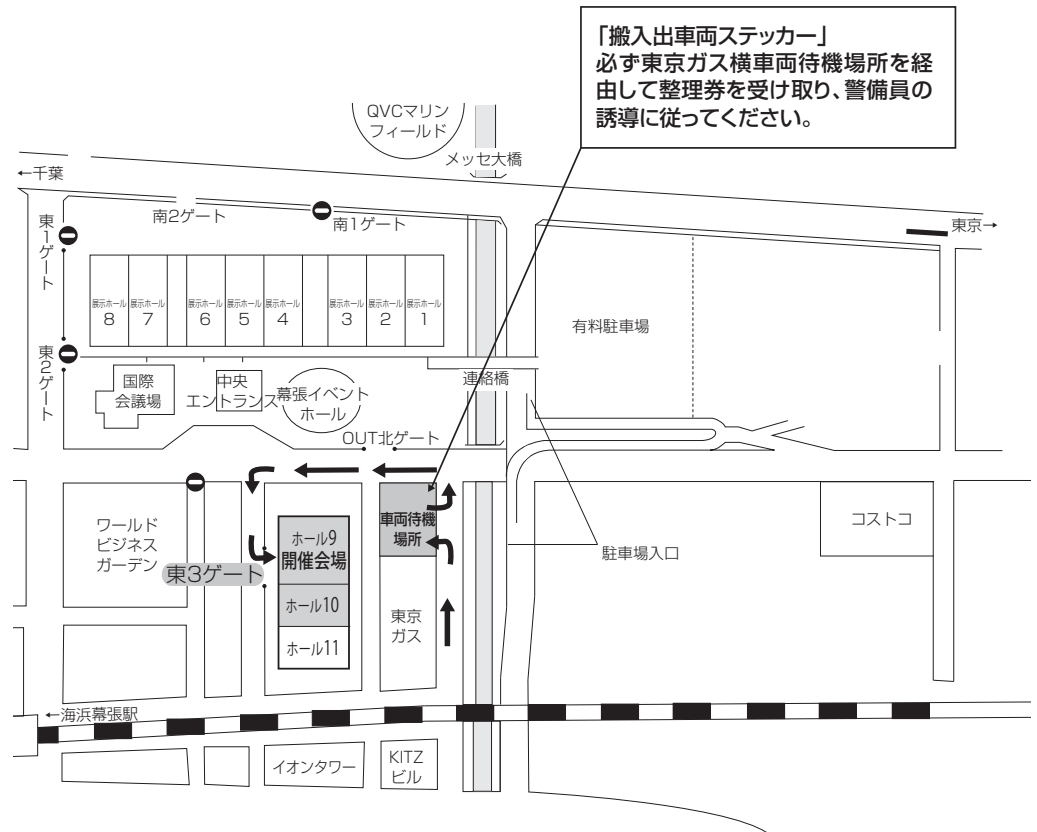 「搬入出車両ステッカー」
必ず東京ガス横車両待機場所を経
由して整理券を受け取り、警備員の
誘導に従ってください。
QVCマリン
フィールド
メッセ大橋
←千葉
南2ゲート
南1ゲート
東京→
東1ゲート
展示ホール
8
展示ホール
7
展示ホール
6
展示ホール
5
展示ホール
4
展示ホール
3
展示ホール
2
展示ホール
1
有料駐車場
東2ゲート
国際
会議場
中央
エントランス
幕張イベント
ホール
連絡橋
OUT北ゲート
ワールド
ビジネス
ガーデン
東3ゲート
ホール9
開催会場
ホール10
ホール11
車両待機
場所
東京
ガス
駐車場入口
コストコ
←海浜幕張駅
イオンタワー
KITZ
ビル